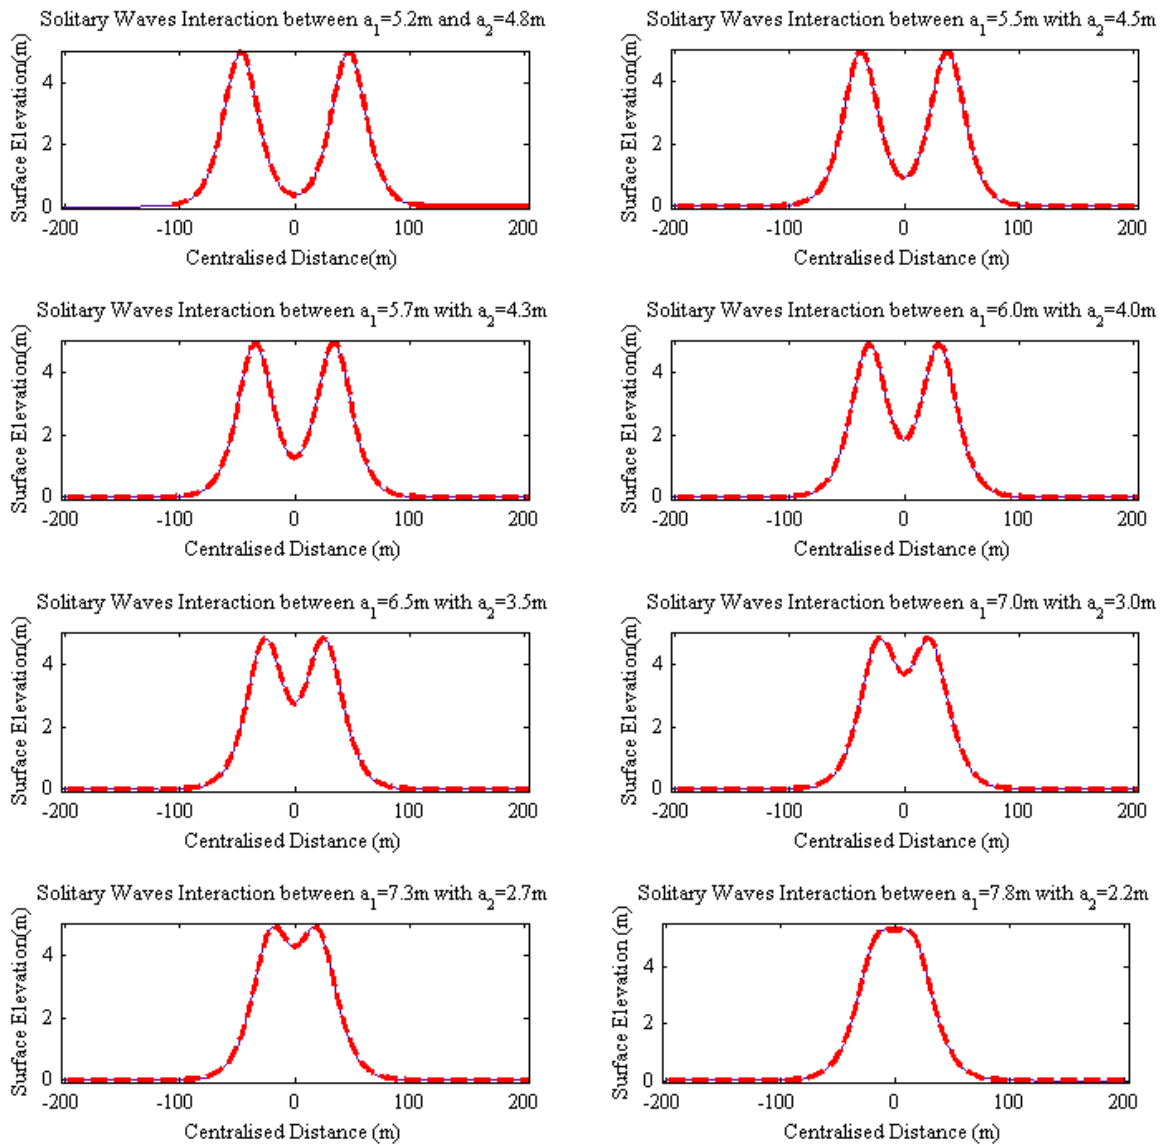 Solitary Waves Interaction between a1=5.2m and a2=4.8m
Surface Elevation(m)
4
2
0
-200 -100 0 100 200
Centralised Distance(m)
Solitary Waves Interaction between a1=5.5m with a2=4.5m
Surface Elevation(m)
4
2
0
-200 -100 0 100 200
Centralised Distance (m)
Solitary Waves Interaction between a1=5.7m with a2=4.3m
Surface Elevation(m)
4
2
0
-200 -100 0 100 200
Centralised Distance (m)
Solitary Waves Interaction between a1=6.0m with a2=4.0m
Surface Elevation(m)
4
2
0
-200 -100 0 100 200
Centralised Distance (m)
Solitary Waves Interaction between a1=6.5m with a2=3.5m
Surface Elevation(m)
4
2
0
-200 -100 0 100 200
Centralised Distance (m)
Solitary Waves Interaction between a1=7.0m with a2=3.0m
Surface Elevation(m)
4
2
0
-200 -100 0 100 200
Centralised Distance (m)
Solitary Waves Interaction between a1=7.3m with a2=2.7m
Surface Elevation(m)
4
2
0
-200 -100 0 100 200
Centralised Distance (m)
Solitary Waves Interaction between a1=7.8m with a2=2.2m
Surface Elevation (m)
4
2
0
-200 -100 0 100 200
Centralised Distance (m)